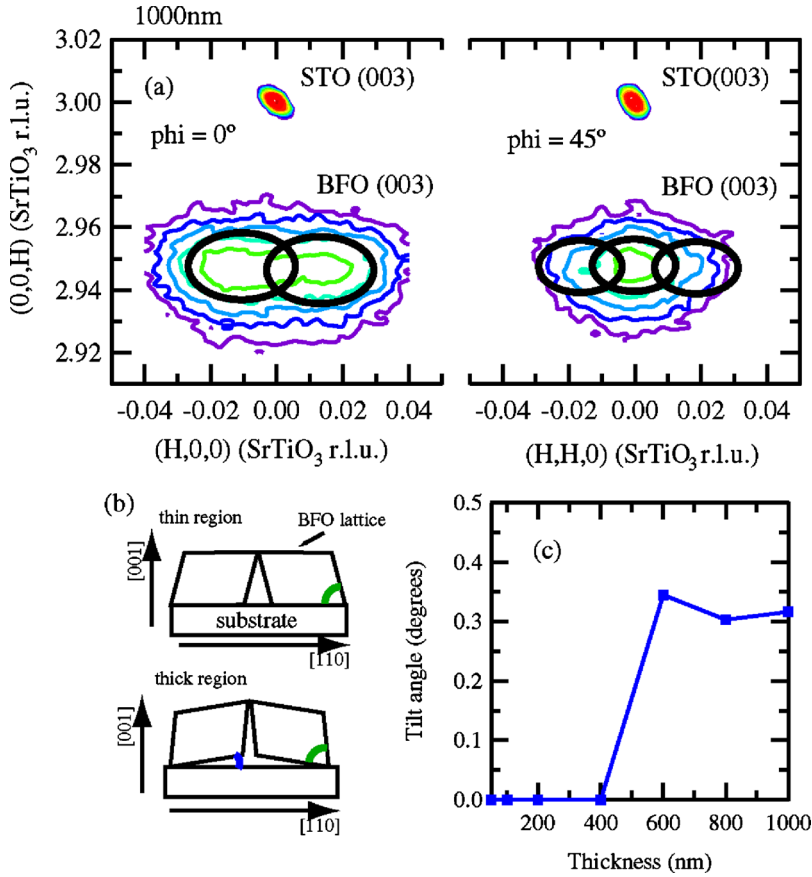 1000nm
3.02
3.00
2.98
2.96
2.94
2.92
(0,0,H) (SrTiO3 r.l.u.)
(a)
STO (003)
phi = 0º
BFO (003)
STO(003)
phi = 45º
BFO (003)
-0.04 -0.02 0.00 0.02 0.04
(H,0,0) (SrTiO3 r.l.u.)
-0.04 -0.02 0.00 0.02 0.04
(H,H,0) (SrTiO3 r.l.u.)
(b)
thin region
BFO lattice
[001]
substrate
[110]
thick region
[001]
[110]
(c)
0.5
0.4
0.3
0.2
0.1
0.0
Tilt angle (degrees)
200 400 600 800 1000
Thickness (nm)